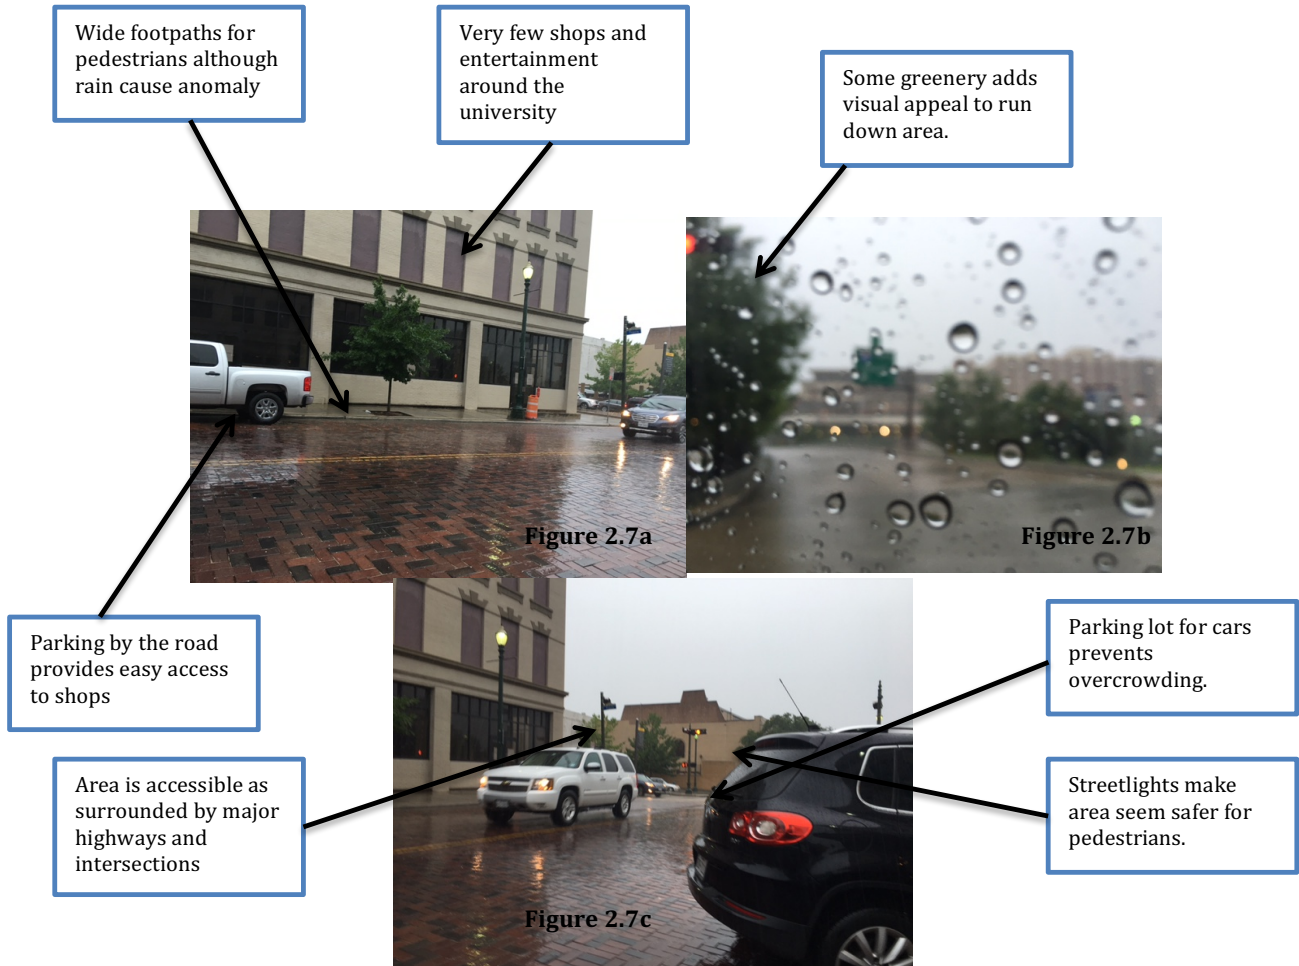 Wide footpaths for
pedestrians although
rain cause anomaly
Very few shops and
entertainment
around the
university
Some greenery adds
visual appeal to run
down area.
Figure 2.7a
Figure 2.7b
Parking by the road
provides easy access
to shops
Parking lot for cars
prevents
overcrowding.
Area is accessible as
surrounded by major
highways and
intersections
Streetlights make
area seem safer for
pedestrians.
Figure 2.7c